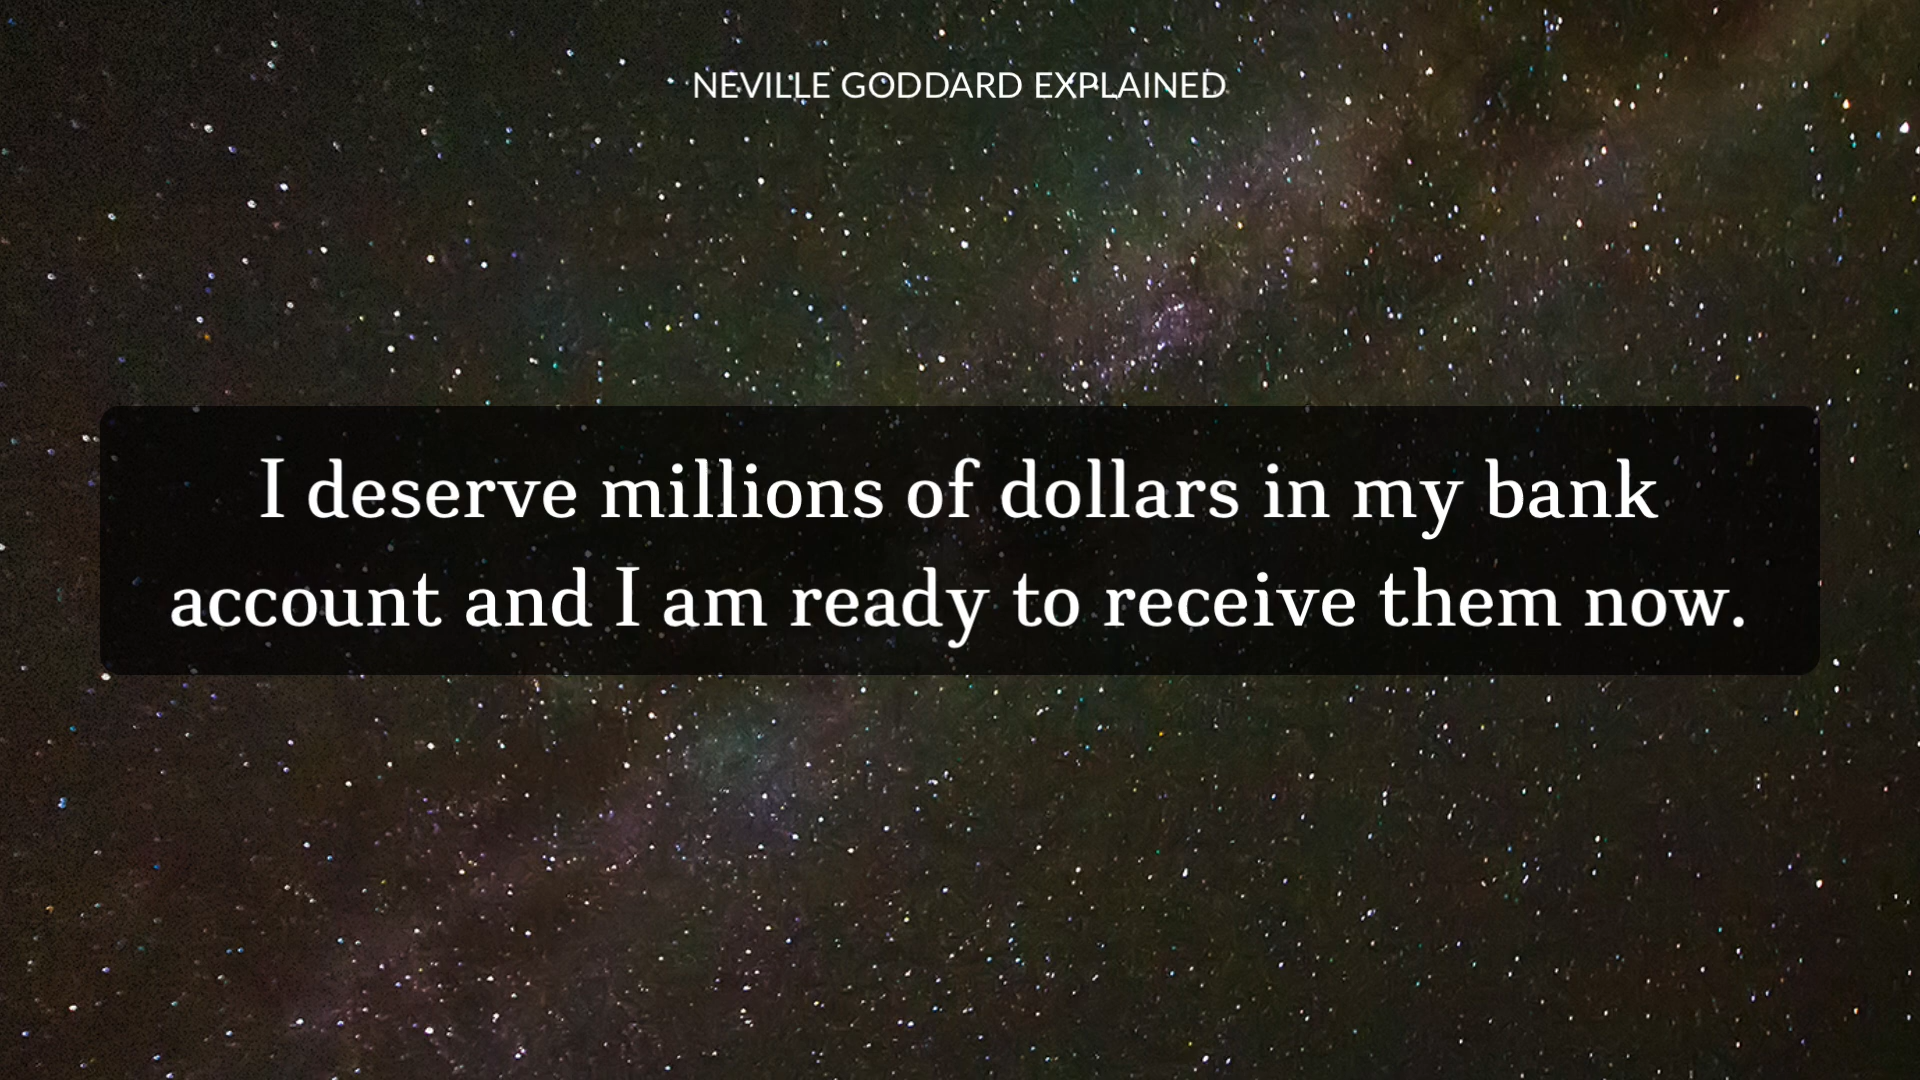 NEVILLE GODDARD EXPLAINED
I deserve millions of dollars in my bank
account and I am ready to receive them now.